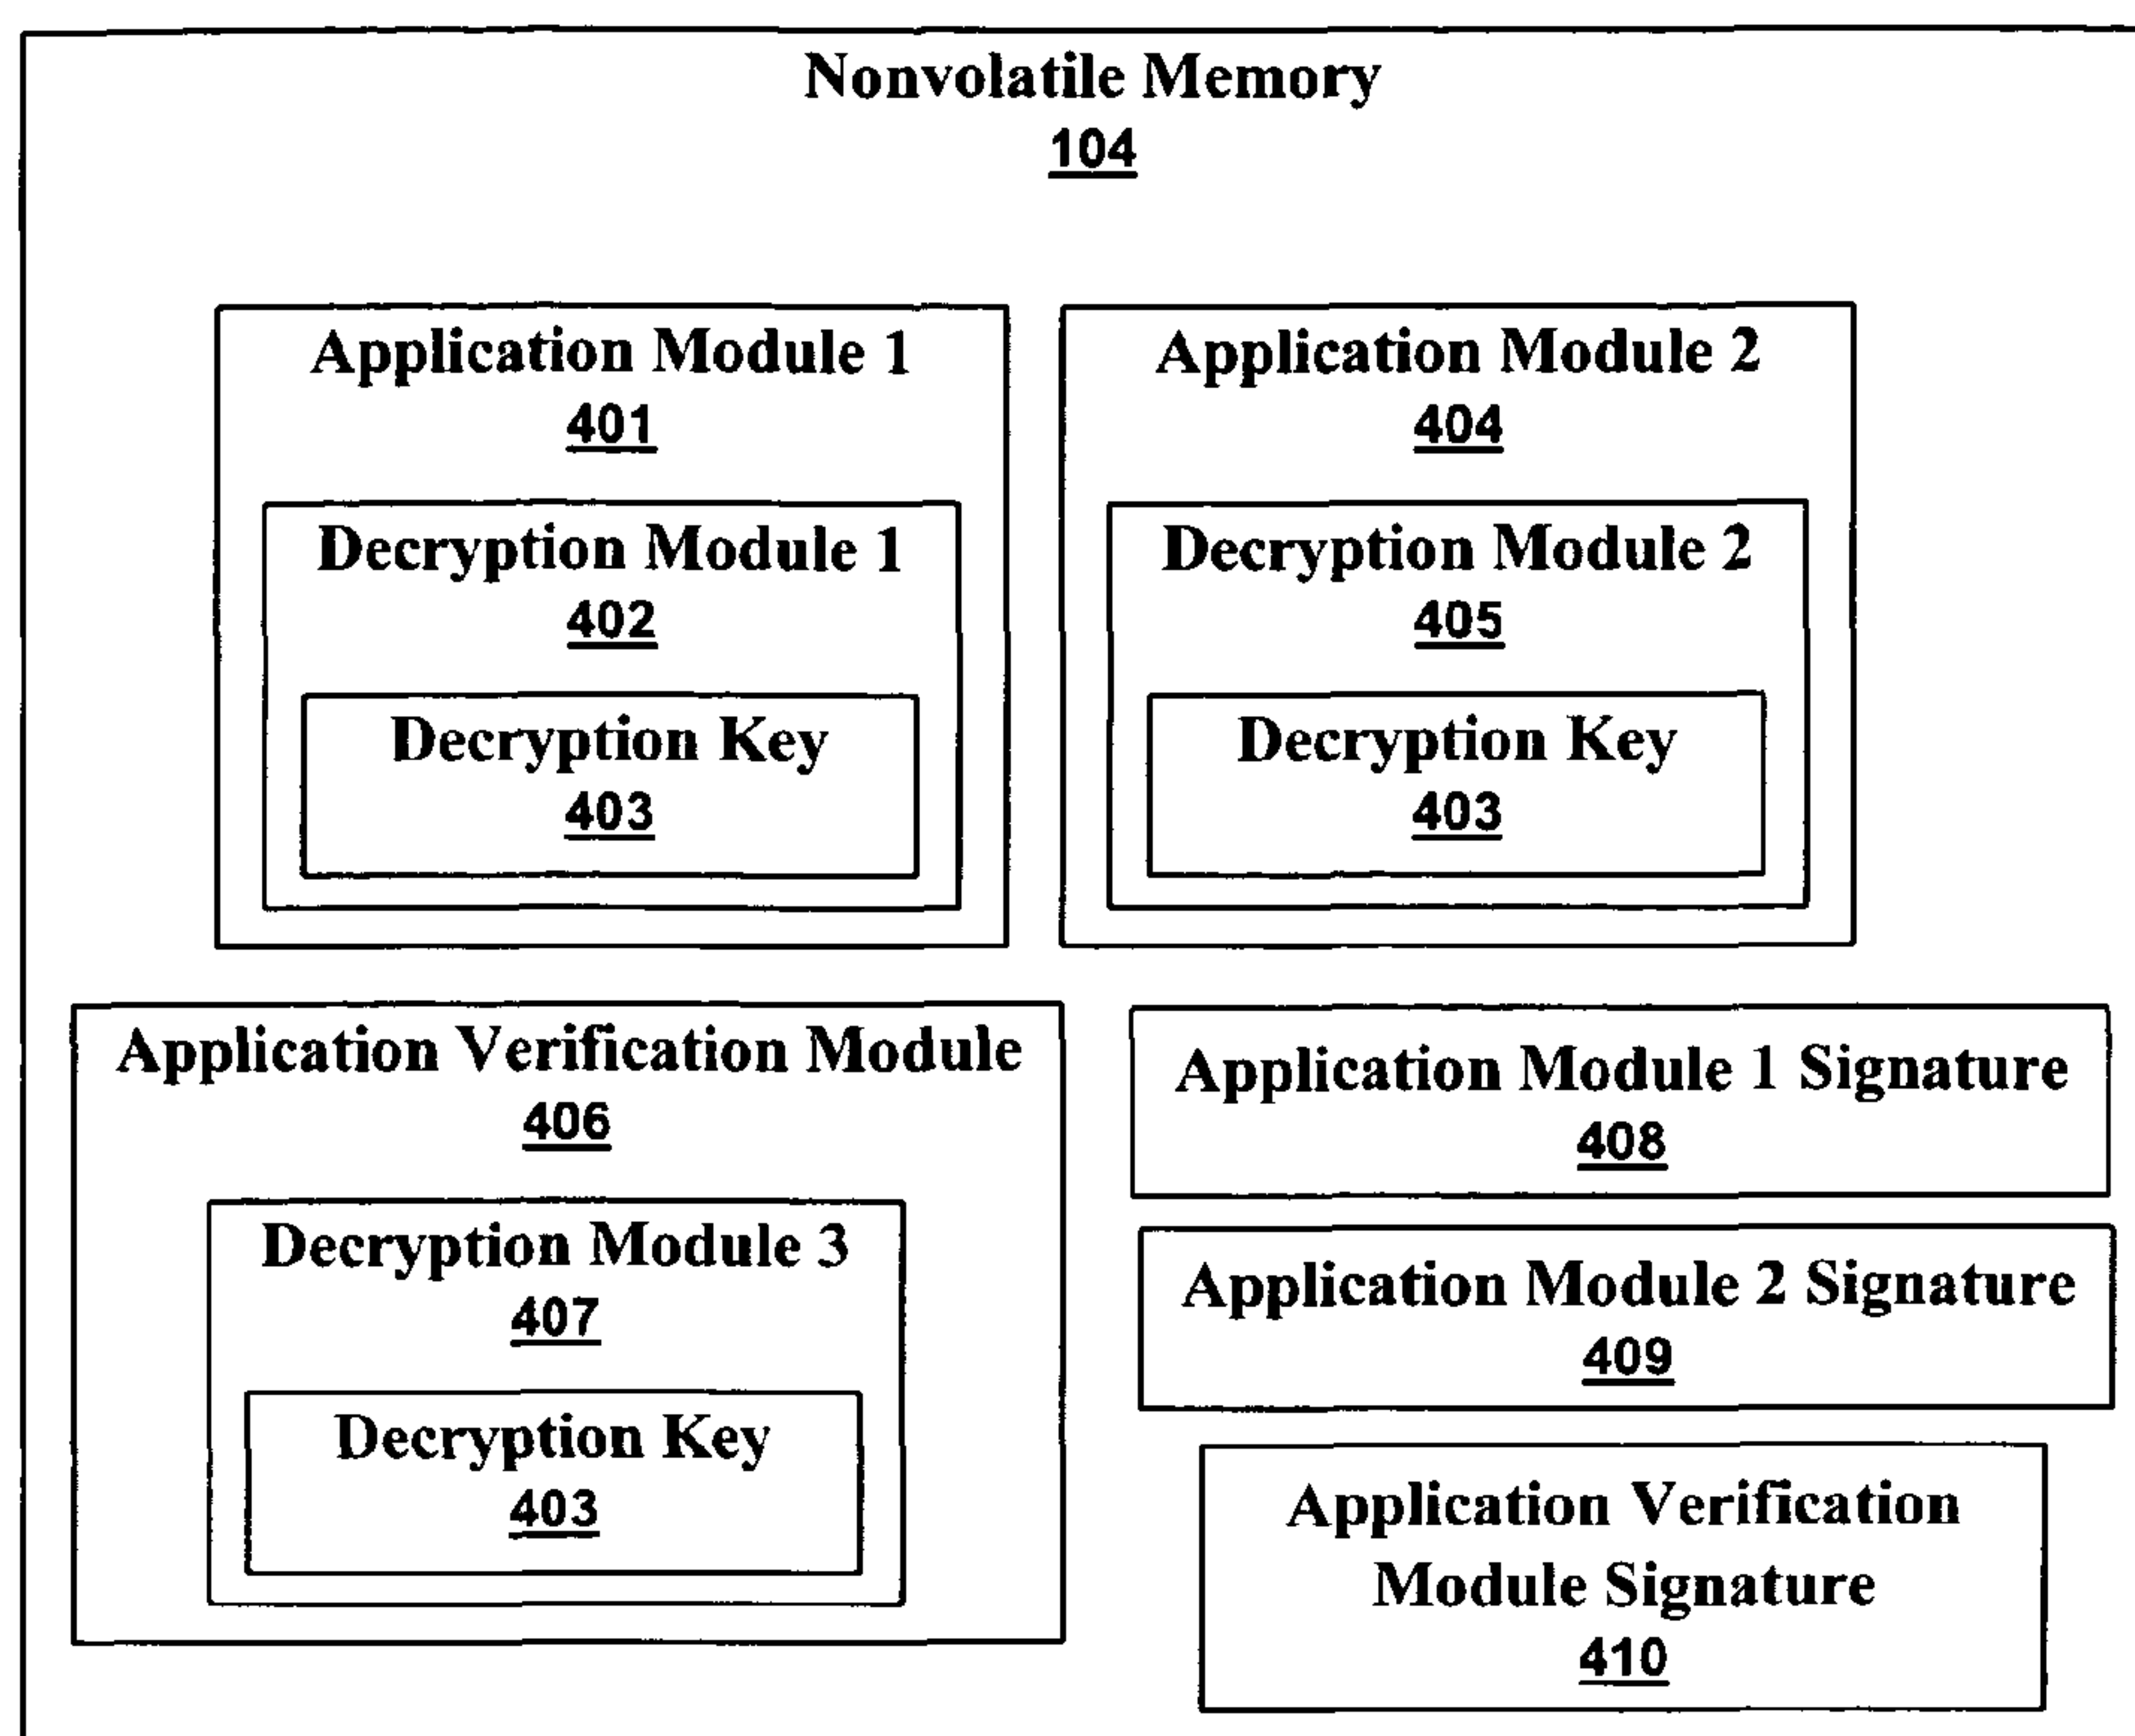 Nonvolatile Memory
104
Application Module 1
401
Decryption Module 1
402
Decryption Key
403
Application Module 2
404
Decryption Module 2
405
Decryption Key
403
Application Verification Module
406
Decryption Module 3
407
Decryption Key
403
Application Module 1 Signature
408
Application Module 2 Signature
409
Application Verification
Module Signature
410